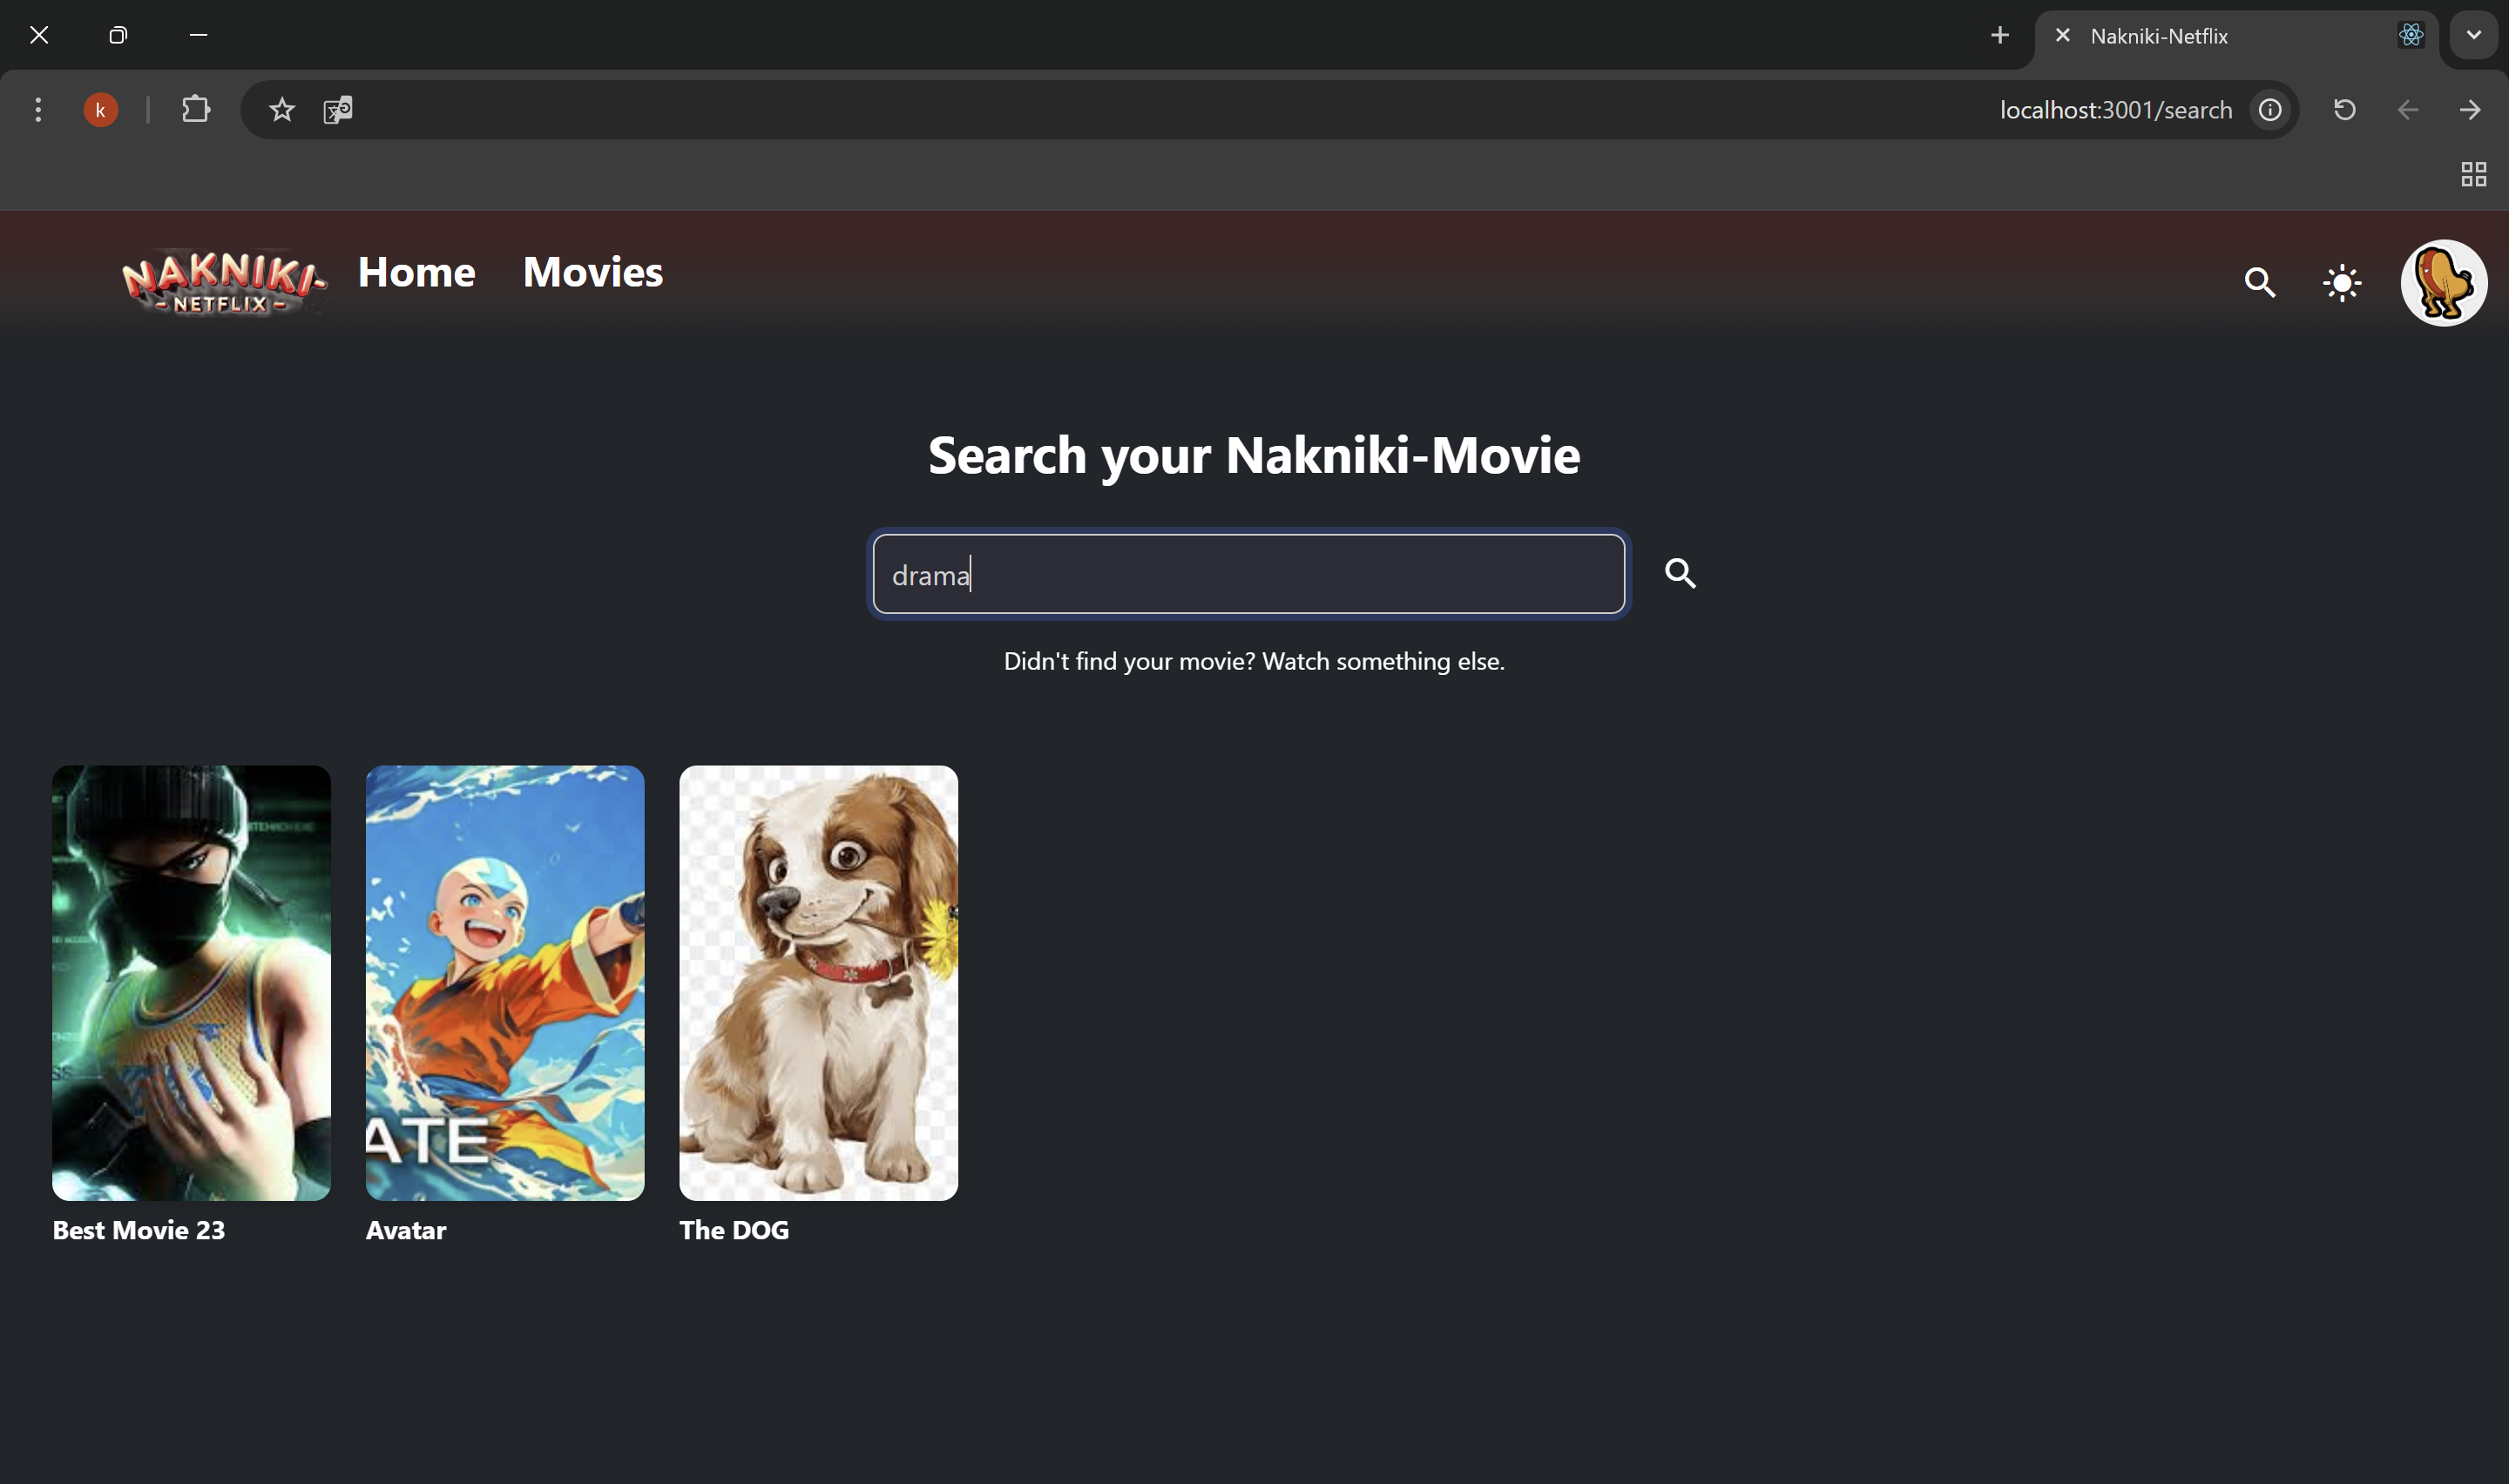 Nakniki-Netflix
k
localhost:3001/search
NAKNIKI-
- NETFLIX -
Home
Movies
Search your Nakniki-Movie
drama
Didn't find your movie? Watch something else.
ATE
Best Movie 23
Avatar
The DOG